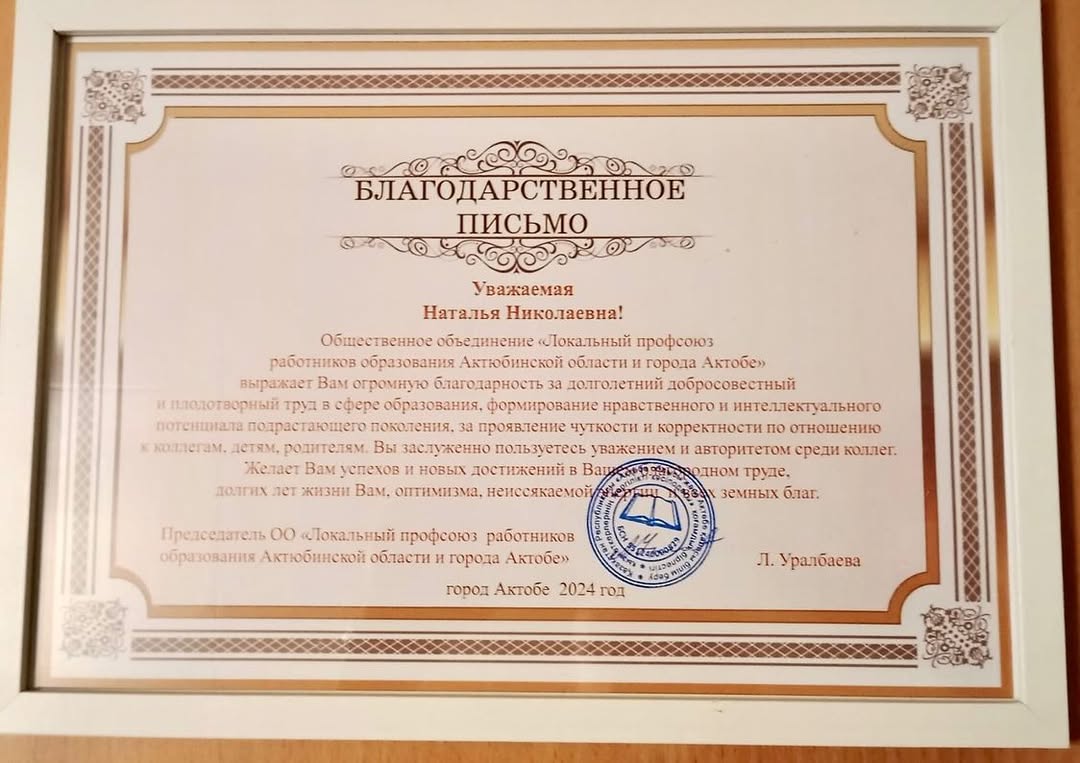 БЛАГОДАРСТВЕННОЕ
ПИСЬМО
Уважаемая
Наталья Николаевна!
Общественное объединение «Локальный профсоюз
работников образования Актюбинской области и города Актобе»
выражает Вам огромную благодарность за долголетний добросовестный
и плодотворный труд в сфере образования, формирование нравственного и интеллектуального
потенциала подрастающего поколения, за проявление чуткости и корректности по отношению
к коллегам, детям, родителям. Вы заслуженно пользуетесь уважением и авторитетом среди коллег.
Желает Вам успехов и новых достижений в Вашем благородном труде,
долгих лет жизни Вам, оптимизма, неиссякаемой энергии и всех земных благ.
Председатель ОО «Локальный профсоюз работников
образования Актюбинской области и города Актобе»
Л. Уралбаева
город Актобе 2024 год